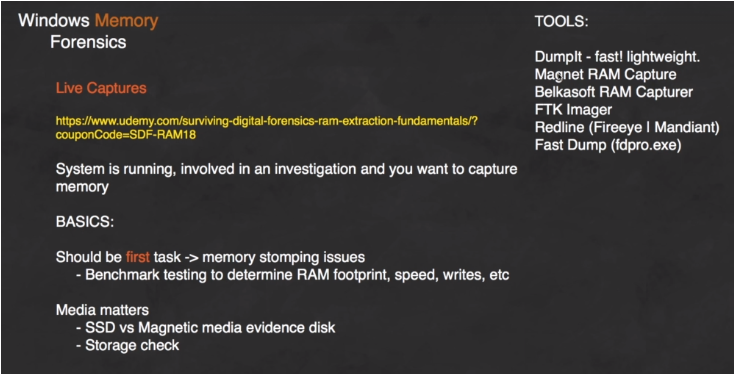 Windows Memory
Forensics
Live Captures
https://www.udemy.com/surviving-digital-forensics-ram-extraction-fundamentals/?
couponCode=SDF-RAM18
System is running, involved in an investigation and you want to capture
memory
BASICS:
Should be first task -> memory stomping issues
- Benchmark testing to determine RAM footprint, speed, writes, etc
Media matters
- SSD vs Magnetic media evidence disk
- Storage check
TOOLS:
DumpIt - fast! lightweight.
Magnet RAM Capture
Belkasoft RAM Capturer
FTK Imager
Redline (Fireeye | Mandiant)
Fast Dump (fdpro.exe)